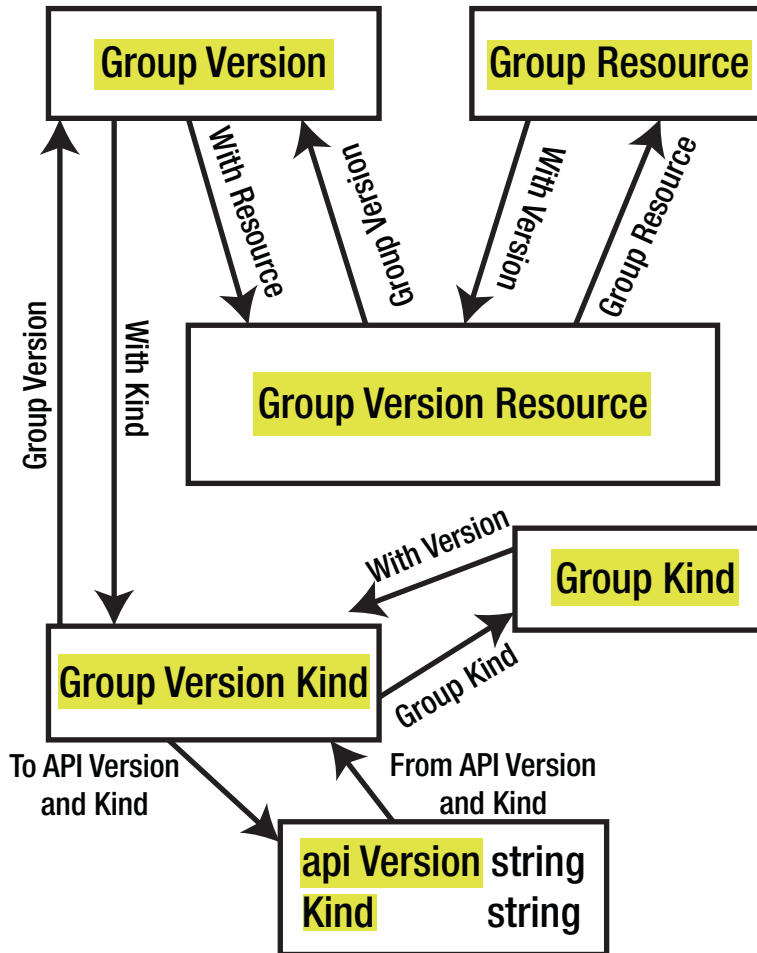 Group Version
Group Resource
With Resource
Group Version
With Version
Group Resource
Group Version
With Kind
Group Version Resource
With Version
Group Kind
Group Version Kind
Group Kind
To API Version
and Kind
From API Version
and Kind
api Version string
Kind string